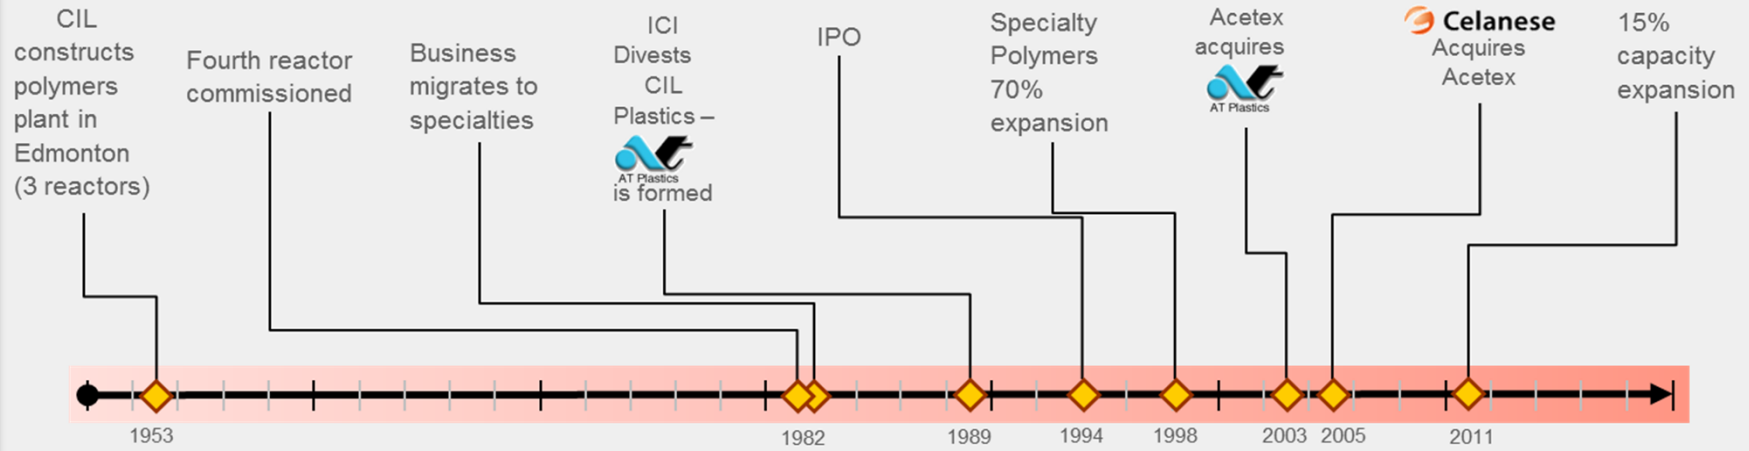 CIL
constructs
polymers
plant in
Edmonton
(3 reactors)
Fourth reactor
commissioned
Business
migrates to
specialties
ICI
Divests
CIL
Plastics –
AT Plastics
is formed
IPO
Specialty
Polymers
70%
expansion
Acetex
acquires
AT Plastics
Celanese
Acquires
Acetex
15%
capacity
expansion
1953
1982
1989
1994
1998
2003
2005
2011